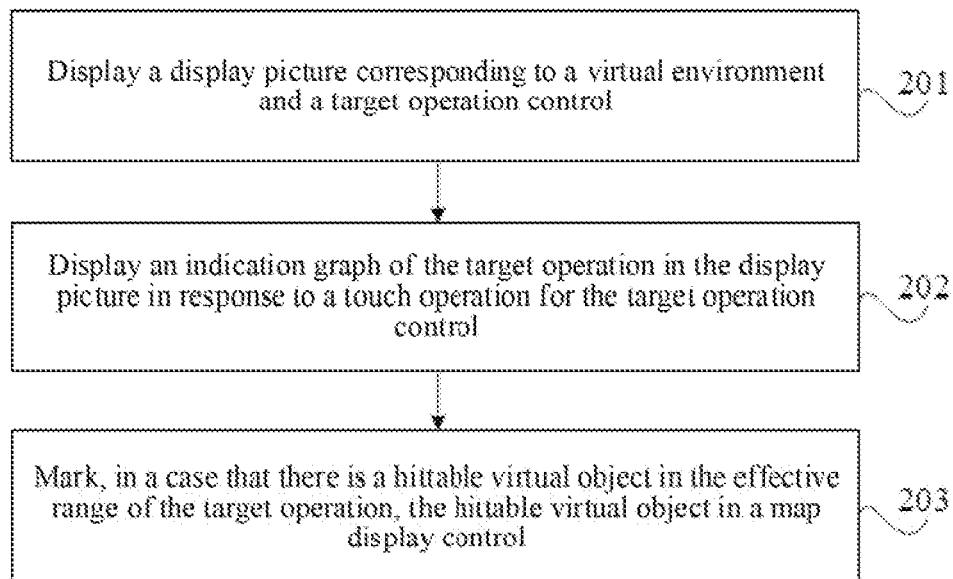 Display a display picture corresponding to a virtual environment
and a target operation control
201
Display an indication graph of the target operation in the display
picture in response to a touch operation for the target operation
control
202
Mark, in a case that there is a hittable virtual object in the effective
range of the target operation, the hittable virtual object in a map
display control
203